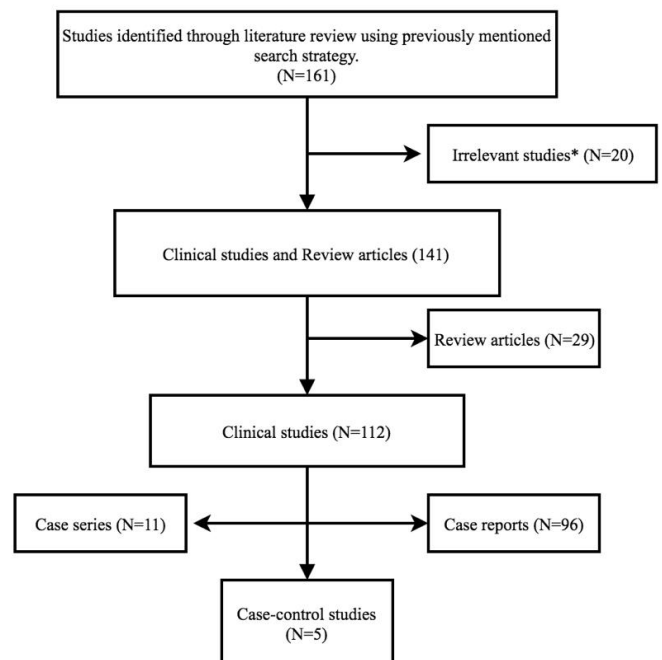 Studies identified through literature review using previously mentioned
search strategy.
(N=161)
Irrelevant studies* (N=20)
Clinical studies and Review articles (141)
Review articles (N=29)
Clinical studies (N=112)
Case series (N=11)
Case reports (N=96)
Case-control studies
(N=5)